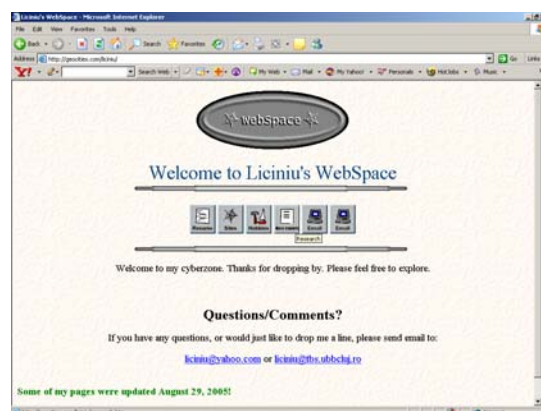 Liciniu's WebSpace - Microsoft Internet Explorer
File Edit View Favorites Tools Help
Back Search Favorites
Address http://geocities.com/liciniu/ Go Links
Y! Search Web My Web Mail My Yahoo! Personals HotJobs Music
WebSpace
Welcome to Liciniu's WebSpace
Resume Sites Hobbies Email Email
Research
Welcome to my cyberzone. Thanks for dropping by. Please feel free to explore.
Questions/Comments?
If you have any questions, or would just like to drop me a line, please send email to:
liciniu@yahoo.com or liciniu@tbs.ubbcluj.ro
Some of my pages were updated August 29, 2005!